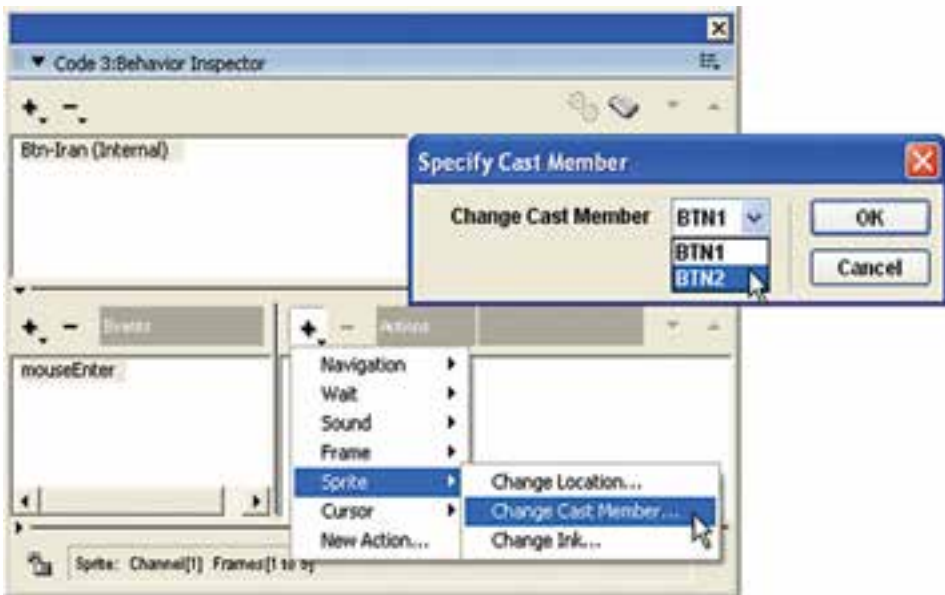 Code 3:Behavior Inspector
Btn-Iran (Internal)
Specify Cast Member
Change Cast Member
BTN1
BTN1
BTN2
OK
Cancel
Events
Actions
mouseEnter
Navigation
Wait
Sound
Frame
Sprite
Cursor
New Action...
Change Location...
Change Cast Member...
Change Ink...
Sprite: Channel[1] Frames[1 to